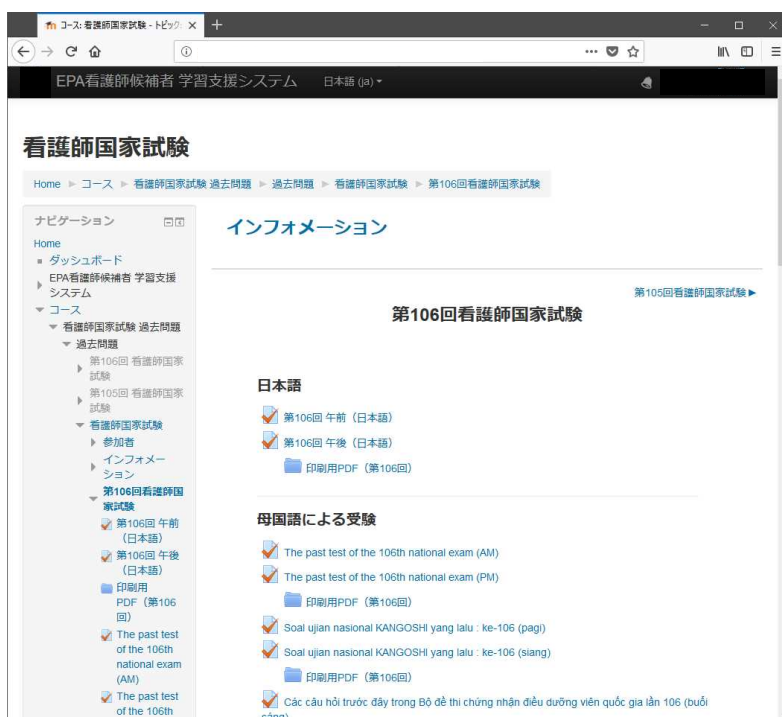 コース: 看護師国家試験 - トピック:
EPA看護師候補者 学習支援システム 日本語 (ja)
看護師国家試験
Home ► コース ► 看護師国家試験 過去問題 ► 過去問題 ► 看護師国家試験 ► 第106回看護師国家試験
ナビゲーション
Home
ダッシュボード
EPA看護師候補者 学習支援
システム
コース
看護師国家試験 過去問題
過去問題
第106回 看護師国家
試験
第105回 看護師国家
試験
看護師国家試験
参加者
インフォメー
ション
第106回看護師国
家試験
第106回 午前
(日本語)
第106回 午後
(日本語)
印刷用
PDF(第106
回)
The past test
of the 106th
national exam
(AM)
The past test
of the 106th
インフォメーション
第105回看護師国家試験►
第106回看護師国家試験
日本語
第106回 午前(日本語)
第106回 午後(日本語)
印刷用PDF(第106回)
母国語による受験
The past test of the 106th national exam (AM)
The past test of the 106th national exam (PM)
印刷用PDF(第106回)
Soal ujian nasional KANGOSHI yang lalu : ke-106 (pagi)
Soal ujian nasional KANGOSHI yang lalu : ke-106 (siang)
印刷用PDF(第106回)
Các câu hỏi trước đây trong Bộ đề thi chứng nhận điều dưỡng viên quốc gia lần 106 (buổi
sáng)